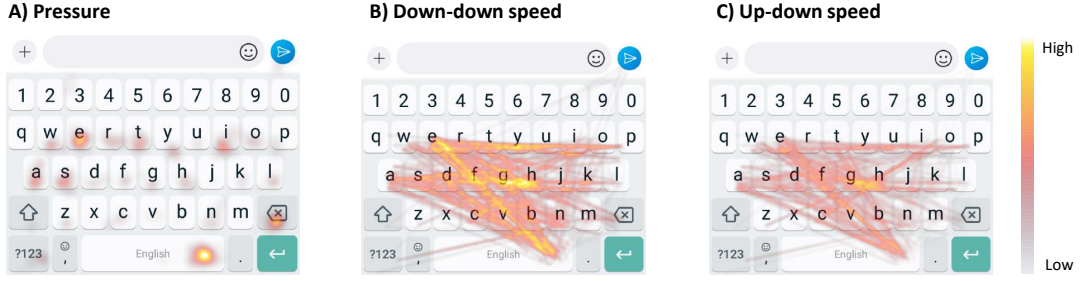 A) Pressure
B) Down-down speed
C) Up-down speed
1 2 3 4 5 6 7 8 9 0
q w e r t y u i o p
a s d f g h j k l
z x c v b n m
?123 , English .
1 2 3 4 5 6 7 8 9 0
q w e r t y u i o p
a s d f g h j k l
z x c v b n m
?123 , English .
1 2 3 4 5 6 7 8 9 0
q w e r t y u i o p
a s d f g h j k l
z x c v b n m
?123 , English .
High
Low